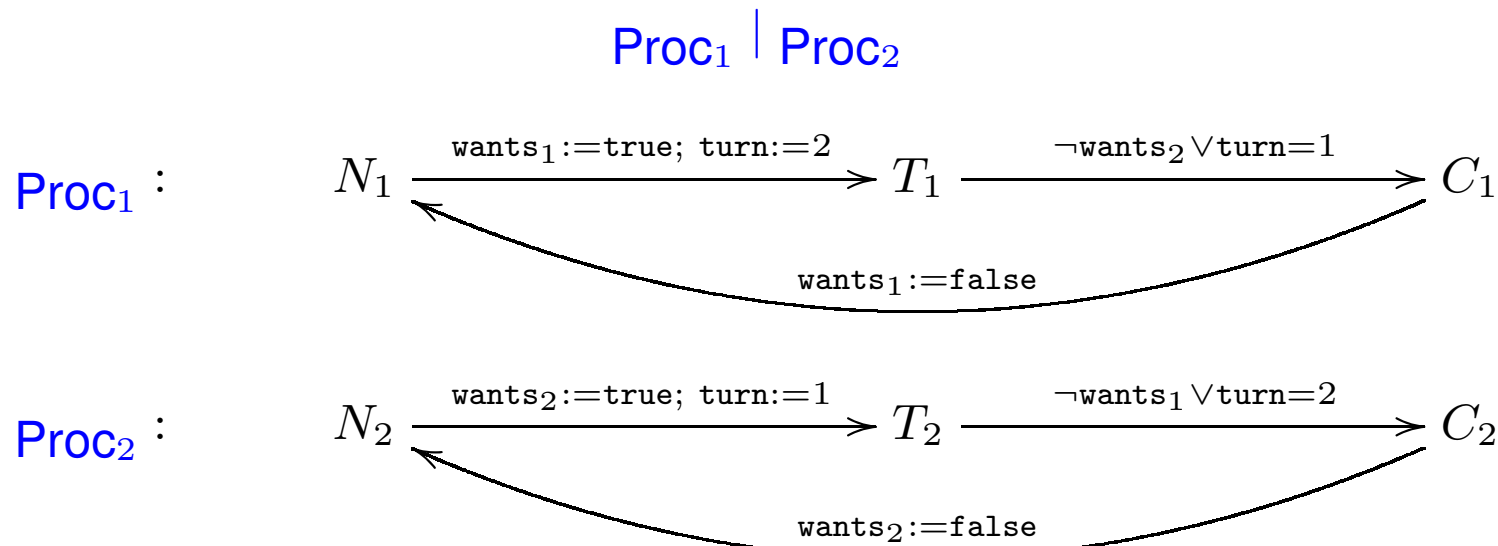 Proc₁ | Proc₂
wants₁:=true; turn:=2 ¬wants₂∨turn=1
Proc₁ : N₁ T₁ C₁
wants₁:=false
wants₂:=true; turn:=1 ¬wants₁∨turn=2
Proc₂ : N₂ T₂ C₂
wants₂:=false